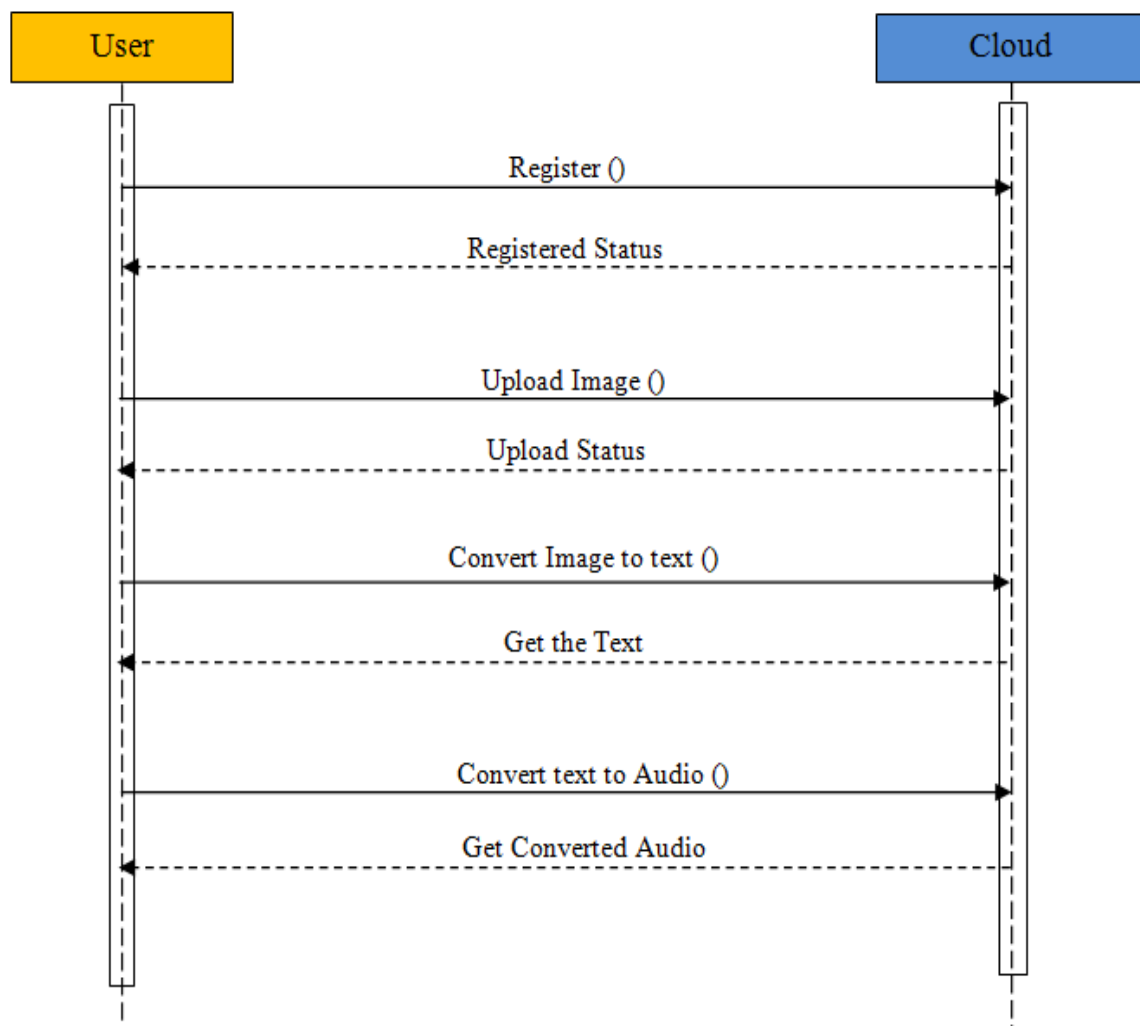 User
Cloud
Register ()
Registered Status
Upload Image ()
Upload Status
Convert Image to text ()
Get the Text
Convert text to Audio ()
Get Converted Audio